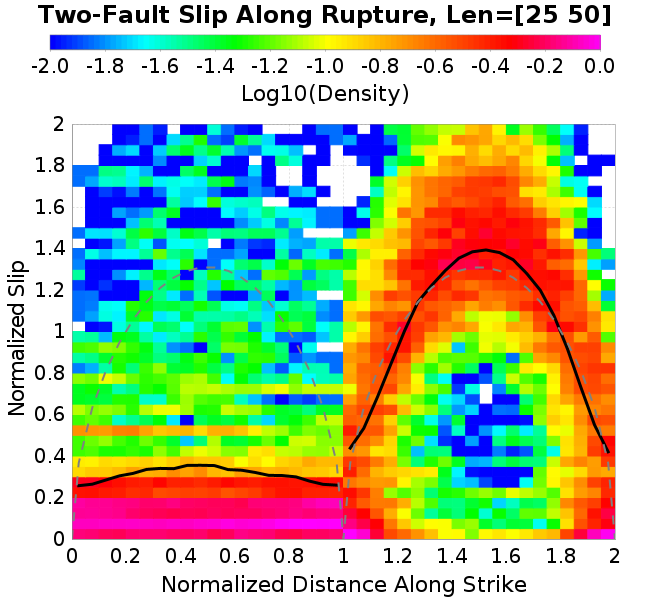 Two-Fault Slip Along Rupture, Len=[25 50]
-2.0 -1.8 -1.6 -1.4 -1.2 -1.0 -0.8 -0.6 -0.4 -0.2 0.0
Log10(Density)
2
1.8
1.6
1.4
1.2
1
0.8
0.6
0.4
0.2
0
Normalized Slip
0 0.2 0.4 0.6 0.8 1 1.2 1.4 1.6 1.8 2
Normalized Distance Along Strike